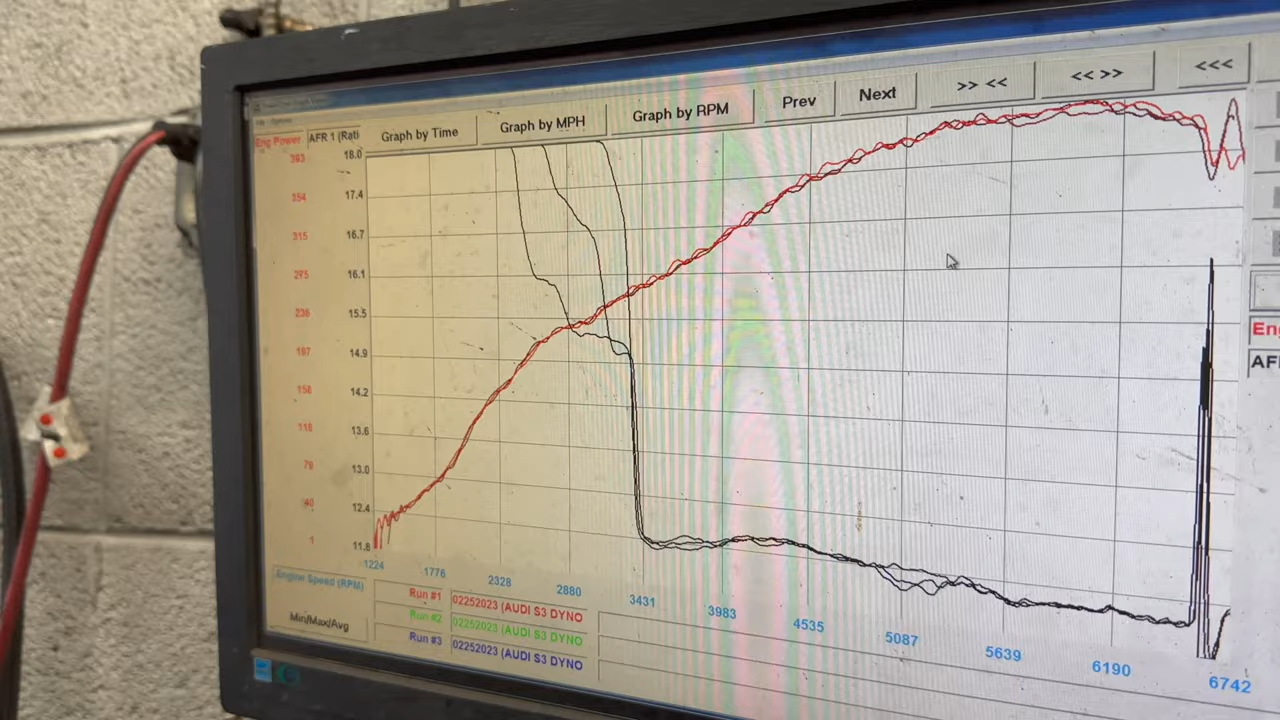 Graph by Time Graph by MPH Graph by RPM Prev Next >> << << >> <<<
Eng Power AFR 1 (Rati
393 18.0
354 17.4
315 16.7
275 16.1
236 15.5
197 14.9
158 14.2
118 13.6
79 13.0
40 12.4
1 11.8
Eng
AFI
1224 1776 2328 2880 3431 3983 4535 5087 5639 6190 6742
Engine Speed (RPM)
Min/Max/Avg
Run #1 02252023 (AUDI S3 DYNO
Run #2 02252023 (AUDI S3 DYNO
Run #3 02252023 (AUDI S3 DYNO